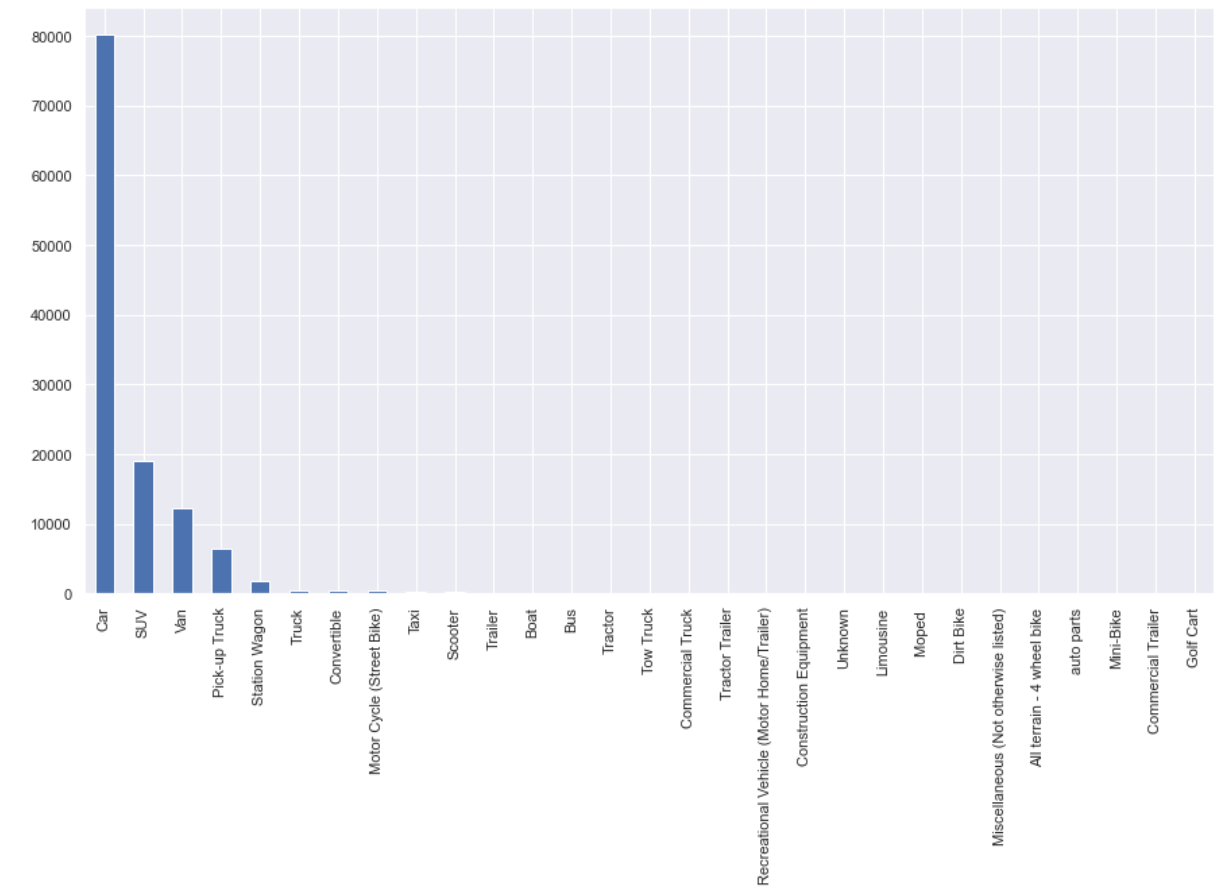 80000
70000
60000
50000
40000
30000
20000
10000
0
Car
SUV
Van
Pick-up Truck
Station Wagon
Truck
Convertible
Motor Cycle (Street Bike)
Taxi
Scooter
Trailer
Boat
Bus
Tractor
Tow Truck
Commercial Truck
Tractor Trailer
Recreational Vehicle (Motor Home/Trailer)
Construction Equipment
Unknown
Limousine
Moped
Dirt Bike
Miscellaneous (Not otherwise listed)
All terrain - 4 wheel bike
auto parts
Mini-Bike
Commercial Trailer
Golf Cart